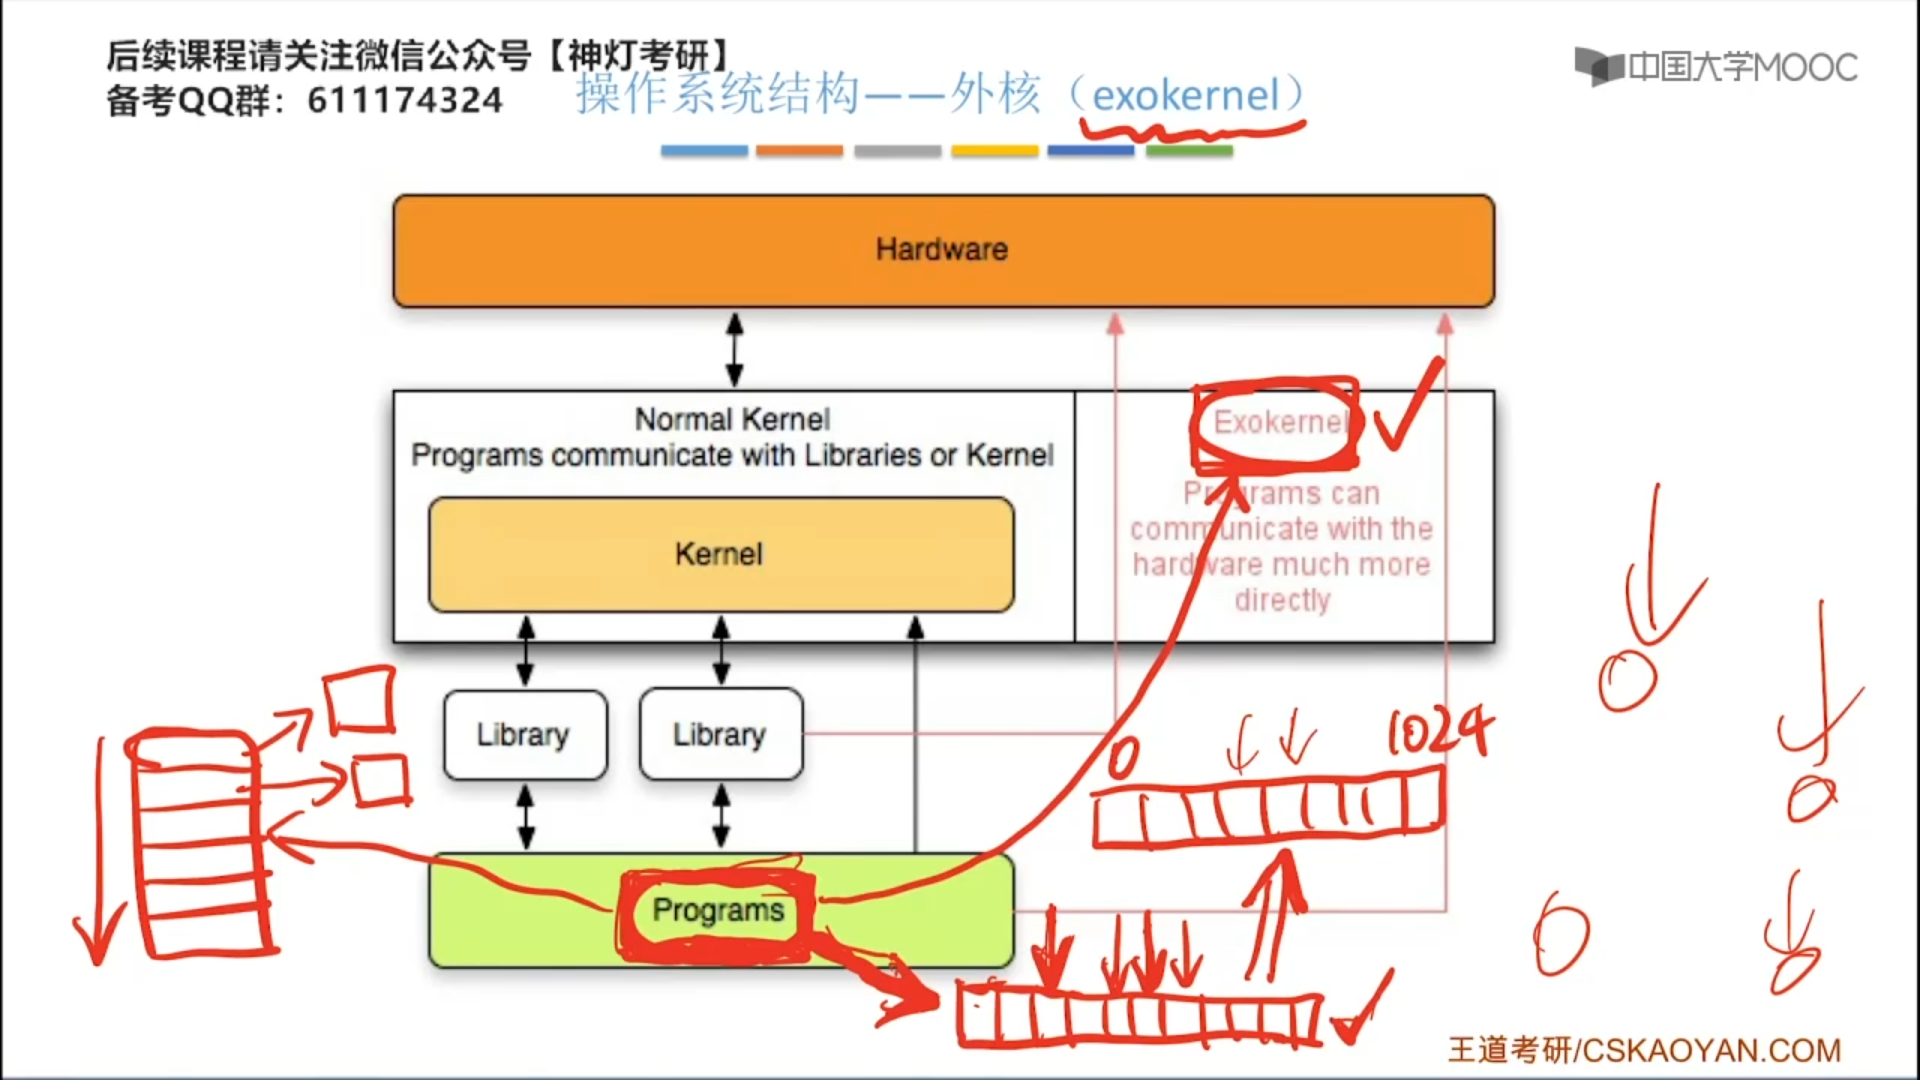 后续课程请关注微信公众号【神灯考研】
备考QQ群：611174324
中国大学MOOC
操作系统结构——外核（exokernel）
Hardware
Normal Kernel
Programs communicate with Libraries or Kernel
Kernel
Exokernel
Programs can
communicate with the
hardware much more
directly
Library
Library
0
1024
Programs
王道考研/CSKAOYAN.COM